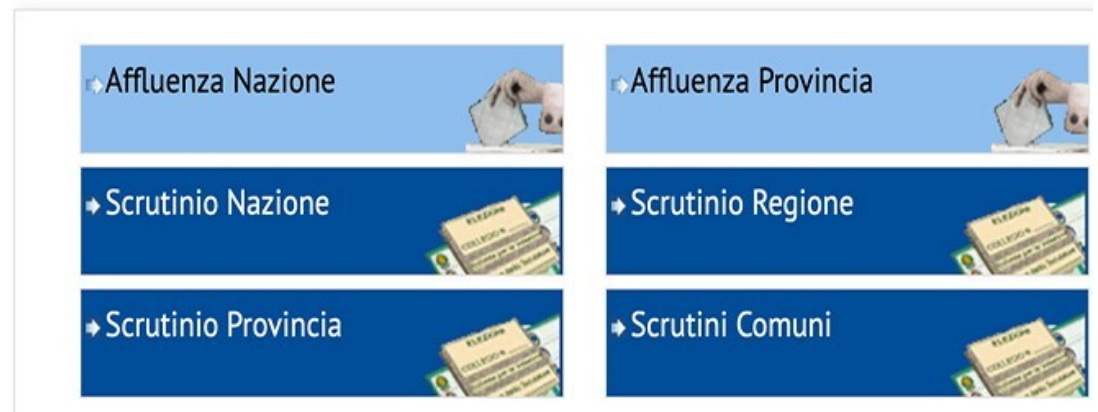 Affluenza Nazione
Affluenza Provincia
Scrutinio Nazione
Scrutinio Regione
Scrutinio Provincia
Scrutini Comuni